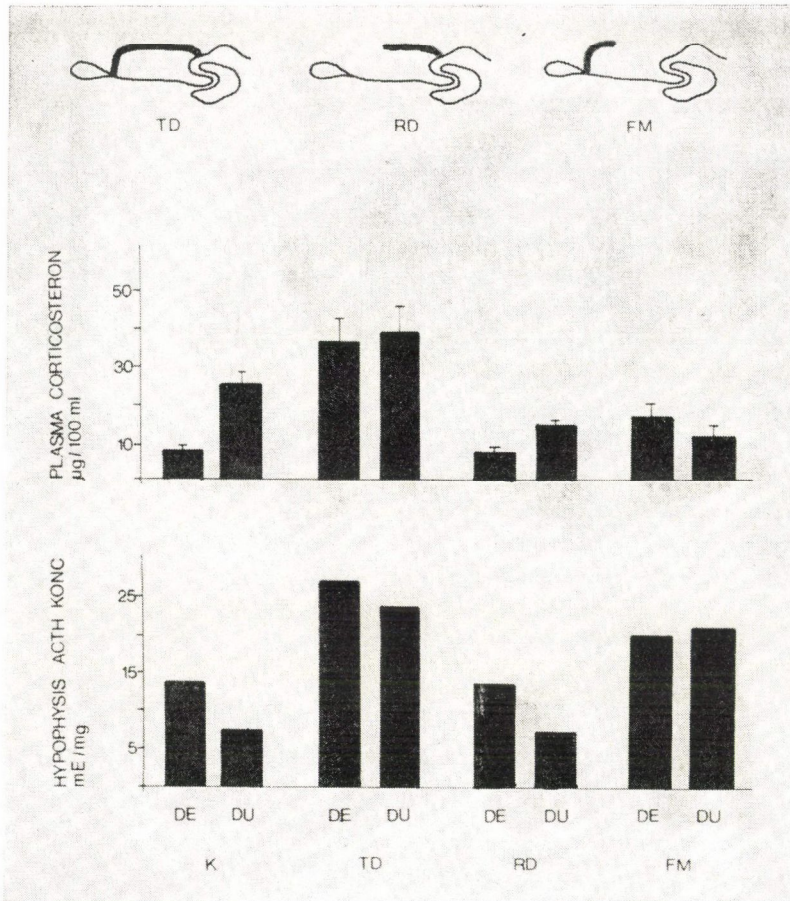 TD RD FM
PLASMA CORTICOSTERON
µg/100 ml
50
30
10
HYPOPHYSIS ACTH KONC
mE/mg
25
15
5
DE DU DE DU DE DU DE DU
K TD RD FM